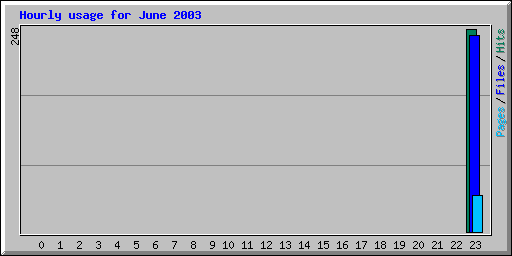 Hourly usage for June 2003
248
Pages/Files/Hits
0 1 2 3 4 5 6 7 8 9 10 11 12 13 14 15 16 17 18 19 20 21 22 23